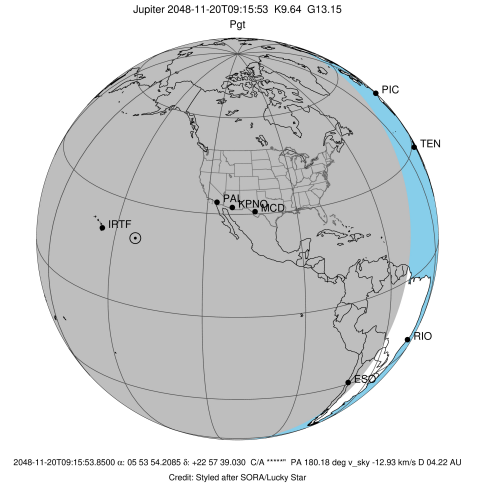 Jupiter 2048-11-20T09:15:53 K9.64 G13.15
Pgt
PIC
TEN
PAL
KPNO
MCD
IRTF
RIO
ESO
2048-11-20T09:15:53.8500 α: 05 53 54.2085 δ: +22 57 39.030 C/A *****" PA 180.18 deg v_sky -12.93 km/s D 04.22 AU
Credit: Styled after SORA/Lucky Star